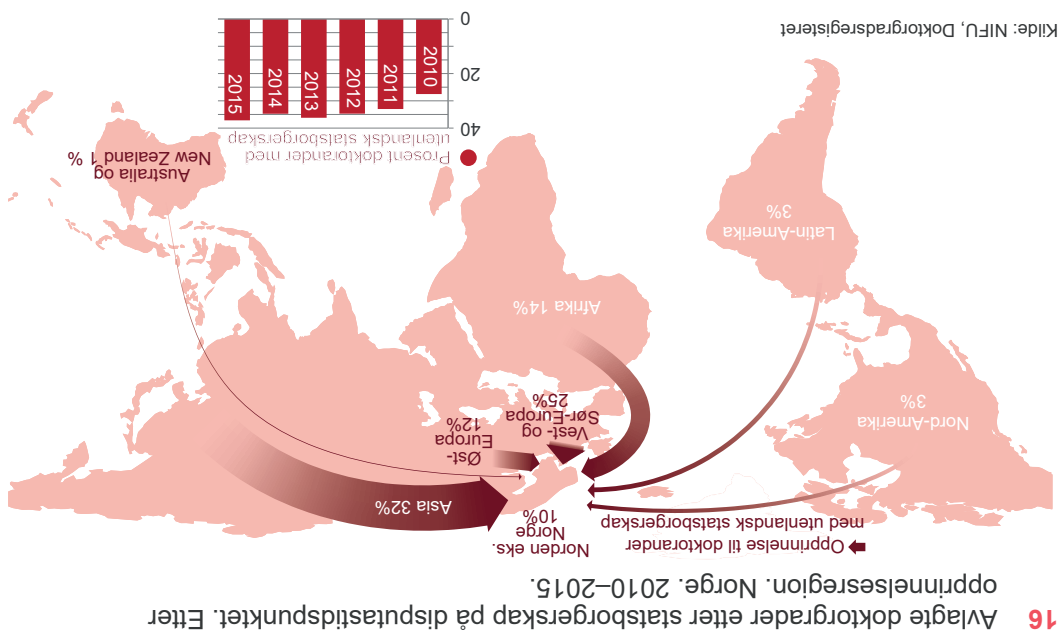 16 Avlagte doktorgrader etter statsborgerskap på disputastidspunktet. Etter
opprinnelsesregion. Norge. 2010–2015.
Opprinnelse til doktorander
med utenlandsk statsborgerskap
Norden eks.
Norge
10%
Asia 32%
Nord-Amerika
3%
Øst-
Europa
12%
Vest- og
Sør-Europa
25%
Afrika 14%
Latin-Amerika
3%
Australia og
New Zealand 1 %
Prosent doktorander med
utenlandsk statsborgerskap
40
20
0
2010
2011
2012
2013
2014
2015
Kilde: NIFU, Doktorgradsregisteret